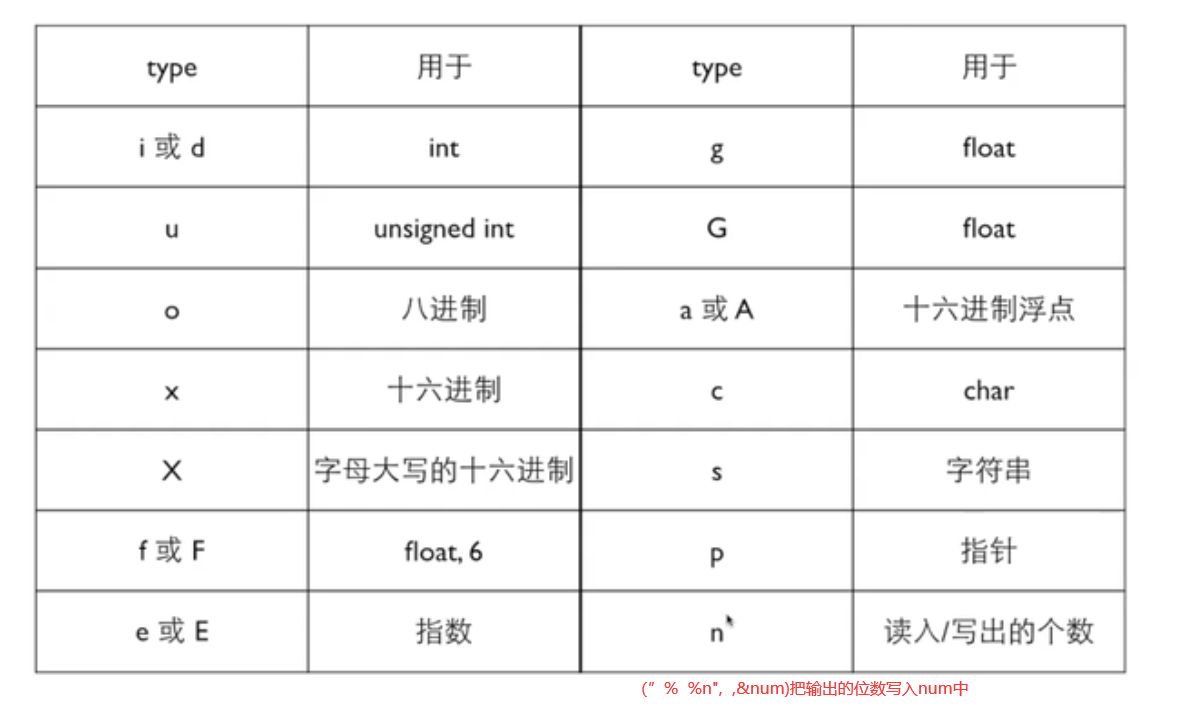 type 用于 type 用于
i 或 d int g float
u unsigned int G float
o 八进制 a 或 A 十六进制浮点
x 十六进制 c char
X 字母大写的十六进制 s 字符串
f 或 F float, 6 p 指针
e 或 E 指数 n 读入/写出的个数
(“ % %n", ,&num)把输出的位数写入num中